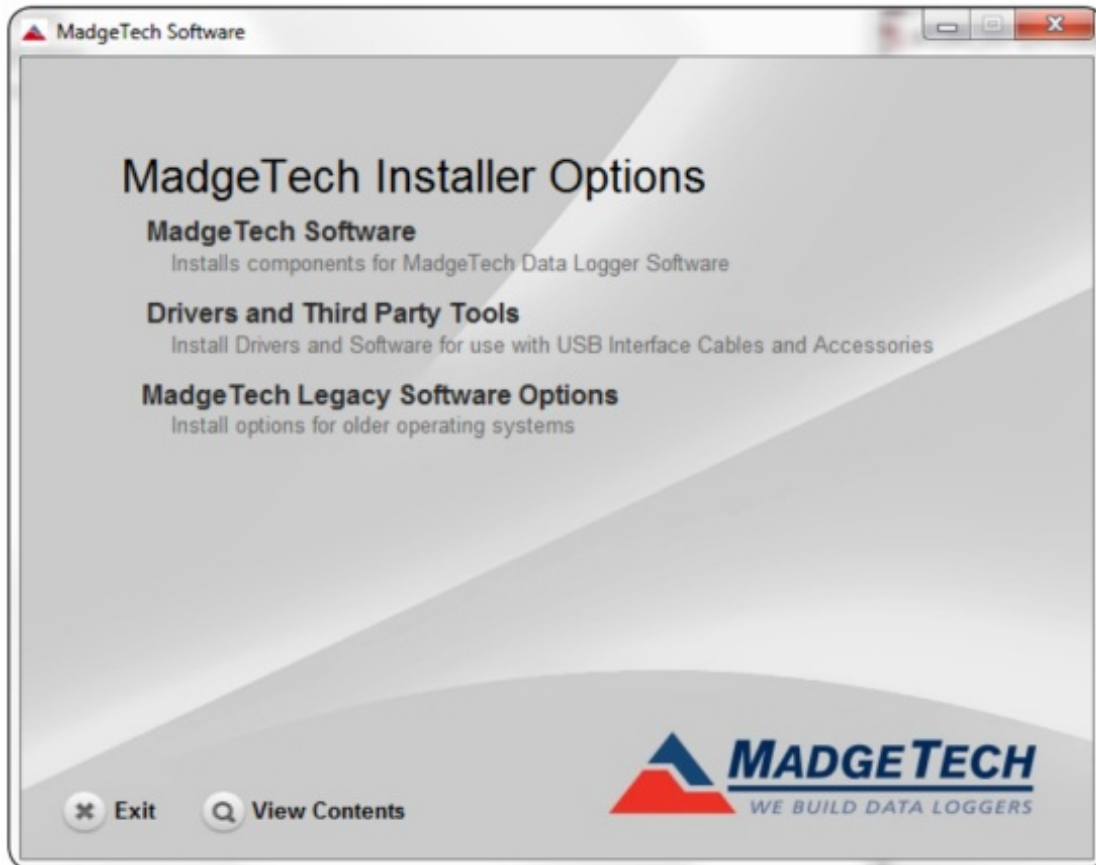 MadgeTech Software
MadgeTech Installer Options
MadgeTech Software
Installs components for MadgeTech Data Logger Software
Drivers and Third Party Tools
Install Drivers and Software for use with USB Interface Cables and Accessories
MadgeTech Legacy Software Options
Install options for older operating systems
MADGETECH
WE BUILD DATA LOGGERS
Exit
View Contents